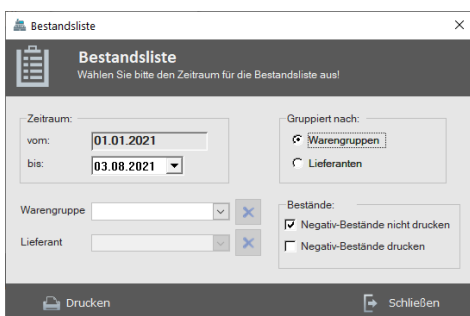 Bestandsliste
Bestandsliste
Wählen Sie bitte den Zeitraum für die Bestandsliste aus!
Zeitraum:
vom: 01.01.2021
bis: 03.08.2021
Gruppiert nach:
Warengruppen
Lieferanten
Warengruppe
Lieferant
Bestände:
Negativ-Bestände nicht drucken
Negativ-Bestände drucken
Drucken
Schließen